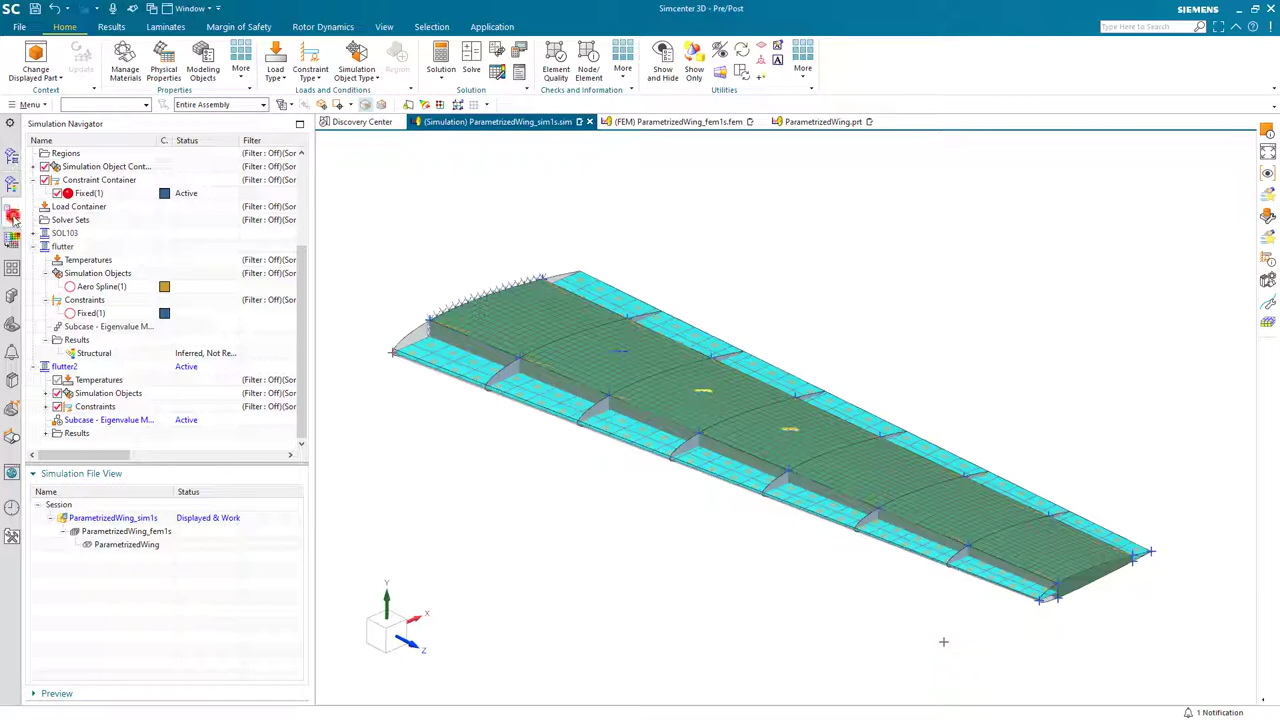 SC Window Simcenter 3D - Pre/Post SIEMENS
File Home Results Laminates Margin of Safety Rotor Dynamics View Selection Application Type Here to Search
Change Displayed Part Update Manage Materials Physical Properties Modeling Objects More Load Type Constraint Type Simulation Object Type Region Solution Solve Element Quality Node/Element More Show and Hide Show Only More
Context Properties Loads and Conditions Solution Checks and Information Utilities
Menu Entire Assembly
Simulation Navigator Discovery Center (Simulation) ParametrizedWing_sim1s.sim (FEM) ParametrizedWing_fem1s.fem ParametrizedWing.prt
Name C. Status Filter
Regions (Filter : Off)(Sor
Simulation Object Cont... (Filter : Off)(Sor
Constraint Container (Filter : Off)(Sor
Fixed(1) Active
Load Container (Filter : Off)(Sor
Solver Sets (Filter : Off)(Sor
SOL103
flutter
Temperatures (Filter : Off)(Sor
Simulation Objects (Filter : Off)(Sor
Aero Spline(1)
Constraints (Filter : Off)(Sor
Fixed(1)
Subcase - Eigenvalue M...
Results
Structural Inferred, Not Re...
flutter2 Active
Temperatures (Filter : Off)(Sor
Simulation Objects (Filter : Off)(Sor
Constraints (Filter : Off)(Sor
Subcase - Eigenvalue M... Active
Results
Simulation File View
Name Status
Session
ParametrizedWing_sim1s Displayed & Work
ParametrizedWing_fem1s
ParametrizedWing
Preview
Y
X
Z
1 Notification